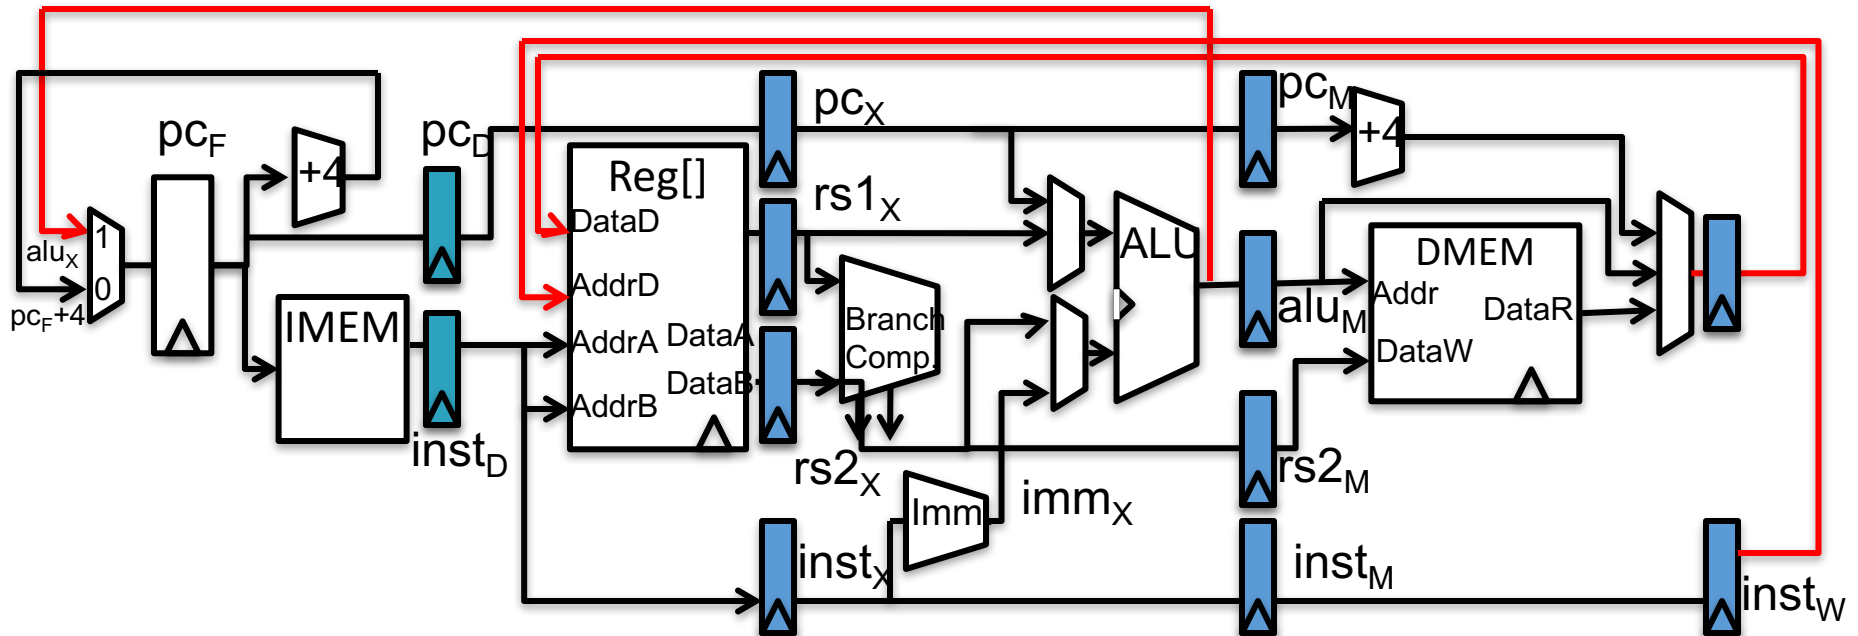 pcF
+4
1
0
aluX
pcF+4
IMEM
pcD
instD
Reg[]
DataD
AddrD
AddrA
DataA
DataB
AddrB
pcX
rs1X
Branch
Comp.
rs2X
Imm
immX
instX
ALU
pcM
+4
aluM
DMEM
Addr
DataR
DataW
rs2M
instM
instW